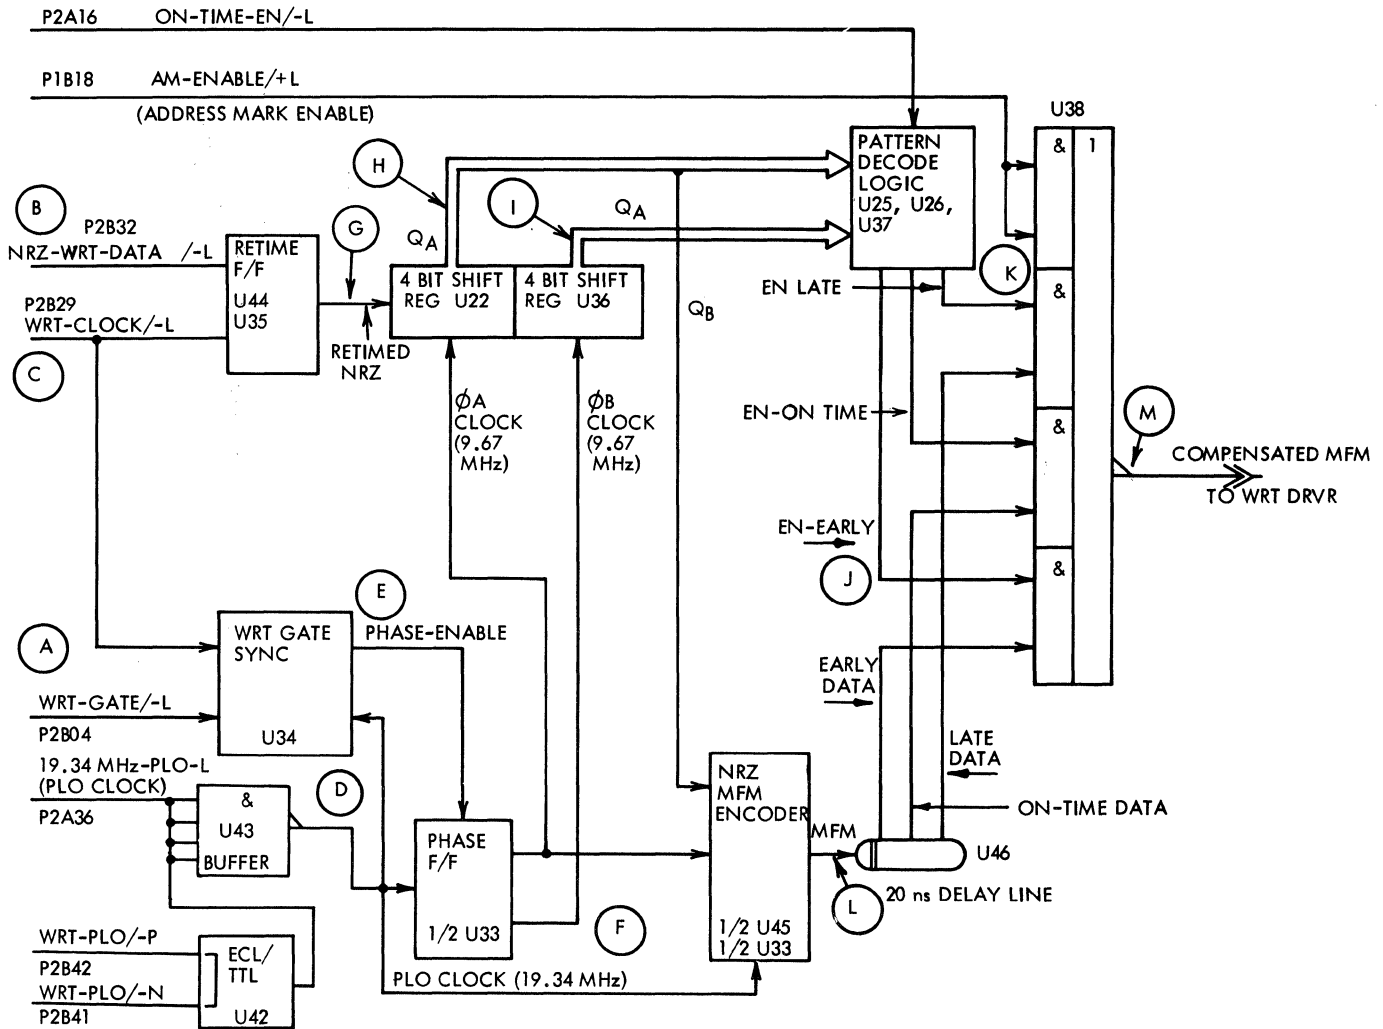 P2A16 ON-TIME-EN/-L
P1B18 AM-ENABLE/+L
(ADDRESS MARK ENABLE)
U38
& 1
PATTERN
DECODE
LOGIC
U25, U26,
U37
H
I
B
P2B32
NRZ-WRT-DATA /-L
G
QA
QA
RETIME
F/F
U44
U35
4 BIT SHIFT
REG U22
4 BIT SHIFT
REG U36
K
&
EN LATE
P2B29
WRT-CLOCK/-L
QB
RETIMED
NRZ
C
ØA
CLOCK
(9.67
MHz)
ØB
CLOCK
(9.67
MHz)
EN-ON TIME
&
M
COMPENSATED MFM
TO WRT DRVR
EN-EARLY
J
&
E
PHASE-ENABLE
A
WRT GATE
SYNC
U34
WRT-GATE/-L
P2B04
EARLY
DATA
LATE
DATA
19.34 MHz-PLO-L
(PLO CLOCK)
P2A36
&
U43
BUFFER
D
NRZ
MFM
ENCODER
1/2 U45
1/2 U33
ON-TIME DATA
PHASE
F/F
1/2 U33
MFM
U46
L
20 ns DELAY LINE
F
WRT-PLO/-P
P2B42
WRT-PLO/-N
P2B41
ECL/
TTL
U42
PLO CLOCK (19.34 MHz)